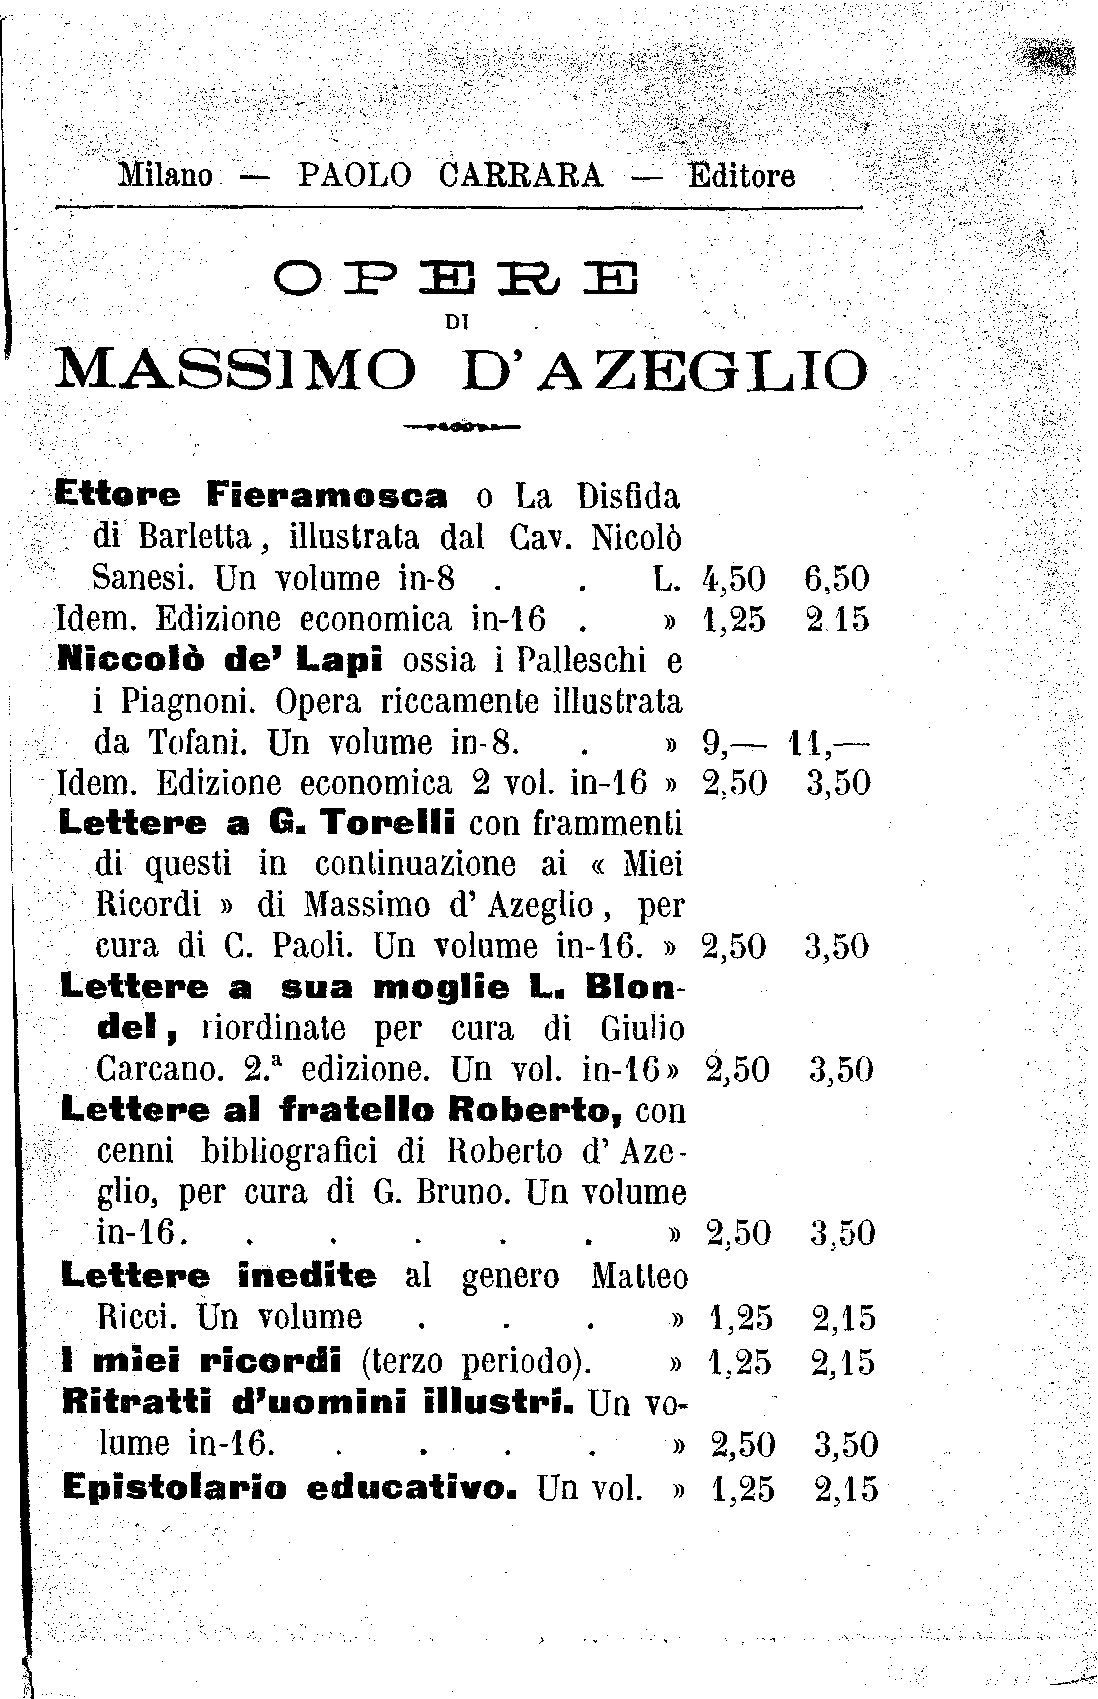 Milano — PAOLO CARRARA — Editore
OPERE
DI
MASSIMO D'AZEGLIO
Ettore Fieramosca o La Disfida
di Barletta, illustrata dal Cav. Nicolò
Sanesi. Un volume in-8 . . L. 4,50 6,50
Idem. Edizione economica in-16 . » 1,25 2 15
Niccolò de' Lapi ossia i Palleschi e
i Piagnoni. Opera riccamente illustrata
da Tofani. Un volume in-8. . » 9,— 11,—
Idem. Edizione economica 2 vol. in-16 » 2,50 3,50
Lettere a G. Torelli con frammenti
di questi in continuazione ai « Miei
Ricordi » di Massimo d'Azeglio, per
cura di C. Paoli. Un volume in-16. » 2,50 3,50
Lettere a sua moglie L. Blon-
del, riordinate per cura di Giulio
Carcano. 2.ª edizione. Un vol. in-16 » 2,50 3,50
Lettere al fratello Roberto, con
cenni bibliografici di Roberto d'Aze-
glio, per cura di G. Bruno. Un volume
in-16. . . . . . » 2,50 3,50
Lettere inedite al genero Matteo
Ricci. Un volume . . . » 1,25 2,15
I miei ricordi (terzo periodo). » 1,25 2,15
Ritratti d'uomini illustri. Un vo-
lume in-16. . . . . » 2,50 3,50
Epistolario educativo. Un vol. » 1,25 2,15